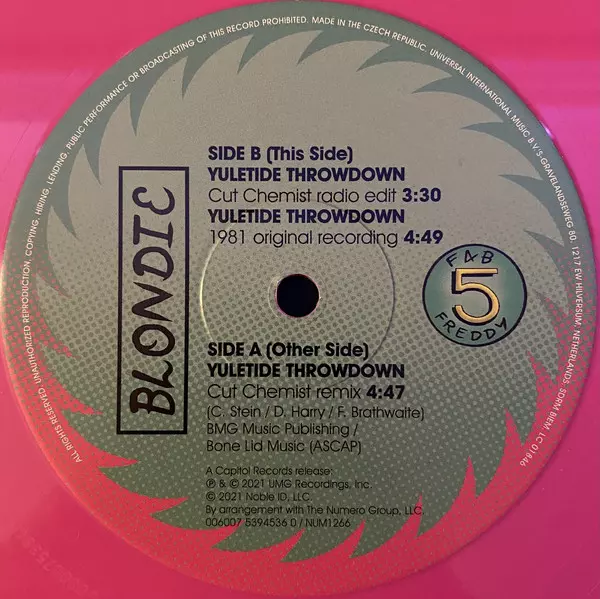 BLONDIE
SIDE B (This Side)
YULETIDE THROWDOWN
Cut Chemist radio edit 3:30
YULETIDE THROWDOWN
1981 original recording 4:49
FAB
5
FREDDY
SIDE A (Other Side)
YULETIDE THROWDOWN
Cut Chemist remix 4:47
(C. Stein / D. Harry / F. Brathwaite)
BMG Music Publishing /
Bone Lid Music (ASCAP)
A Capitol Records release:
℗ & © 2021 UMG Recordings, Inc.
© 2021 Noble ID, LLC.
By arrangement with The Numero Group, LLC.
006007 5394536 0 / NUM1266
ALL RIGHTS RESERVED. UNAUTHORIZED REPRODUCTION, COPYING, HIRING, LENDING, PUBLIC PERFORMANCE OR BROADCASTING OF THIS RECORD PROHIBITED. MADE IN THE CZECH REPUBLIC. UNIVERSAL INTERNATIONAL MUSIC B.V.'S-GRAVELANDSEWEG 80, 1217 EW HILVERSUM, NETHERLANDS. SDRM BIEM. LC 01846